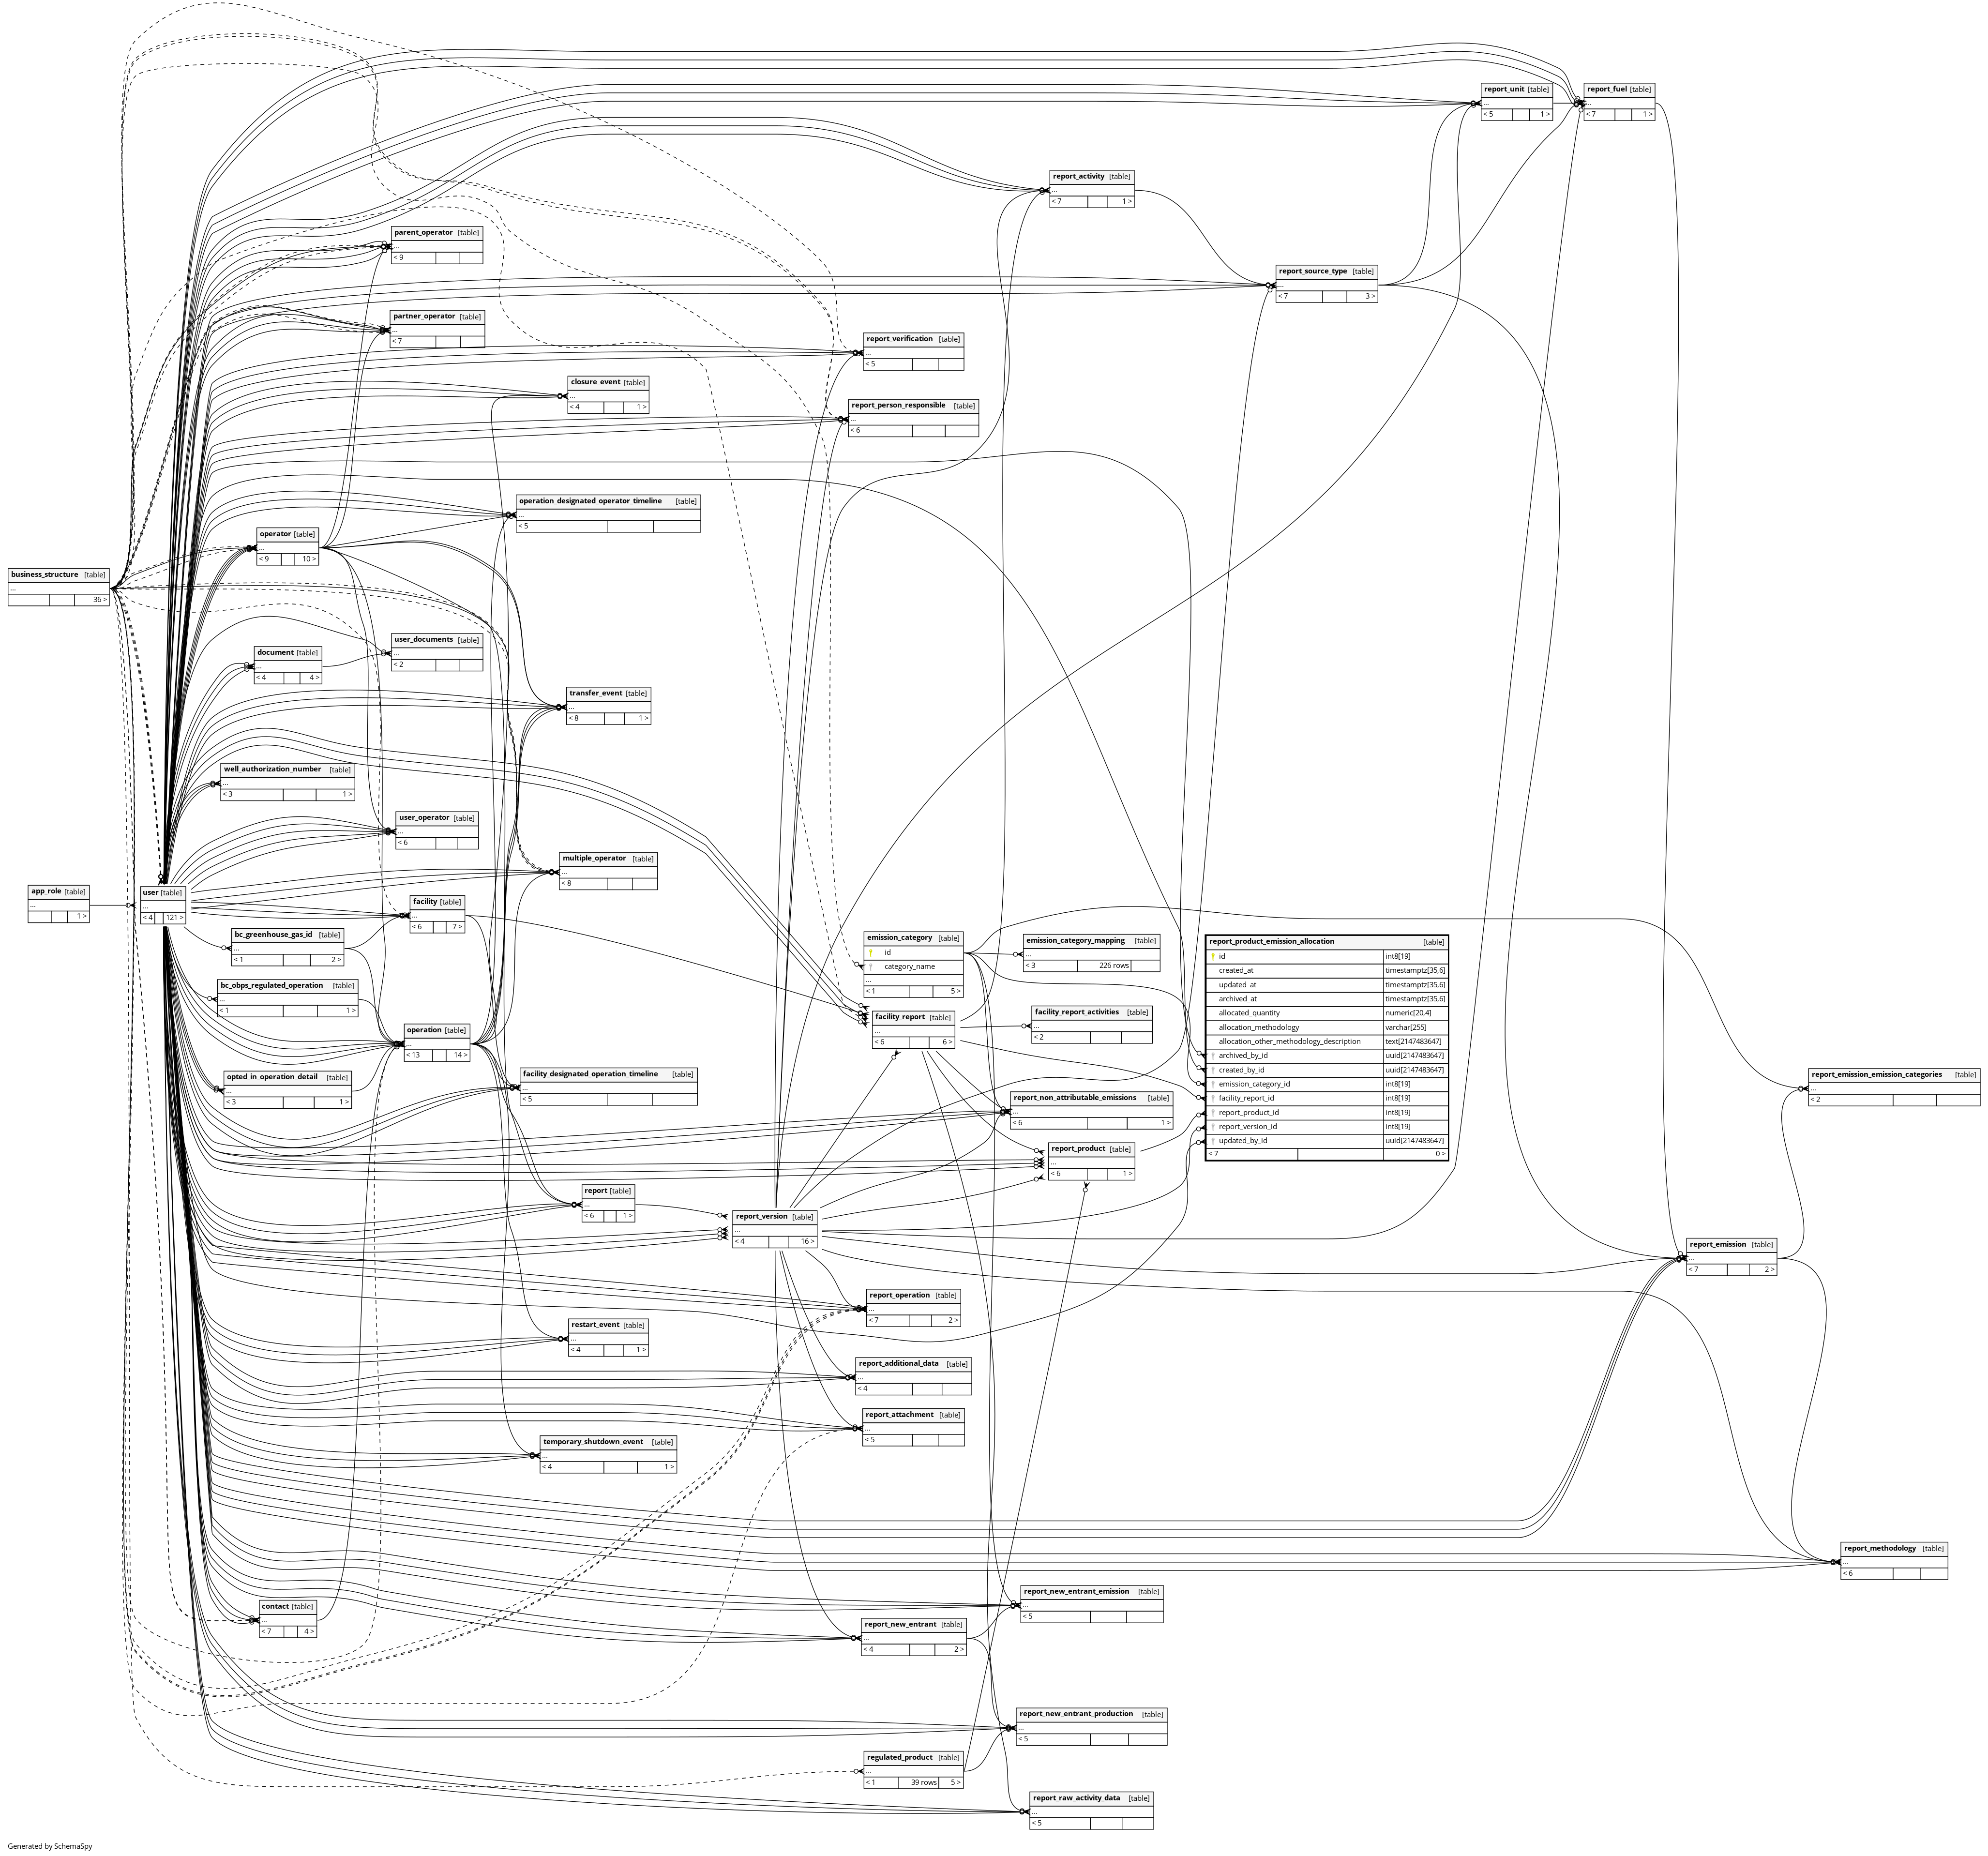 report_unit [table]
...
< 5 1 >
report_fuel [table]
...
< 7 1 >
report_activity [table]
...
< 7 1 >
parent_operator [table]
...
< 9
report_source_type [table]
...
< 7 3 >
partner_operator [table]
...
< 7
report_verification [table]
...
< 5
closure_event [table]
...
< 4 1 >
report_person_responsible [table]
...
< 6
operation_designated_operator_timeline [table]
...
< 5
operator [table]
...
< 9 10 >
business_structure [table]
...
36 >
user_documents [table]
...
< 2
document [table]
...
< 4 4 >
transfer_event [table]
...
< 8 1 >
well_authorization_number [table]
...
< 3 1 >
user_operator [table]
...
< 6
multiple_operator [table]
...
< 8
app_role [table]
...
1 >
user [table]
...
< 4 121 >
facility [table]
...
< 6 7 >
bc_greenhouse_gas_id [table]
...
< 1 2 >
emission_category [table]
id
category_name
...
< 1 5 >
emission_category_mapping [table]
...
< 3 226 rows
report_product_emission_allocation [table]
id int8[19]
created_at timestamptz[35,6]
updated_at timestamptz[35,6]
archived_at timestamptz[35,6]
allocated_quantity numeric[20,4]
allocation_methodology varchar[255]
allocation_other_methodology_description text[2147483647]
archived_by_id uuid[2147483647]
created_by_id uuid[2147483647]
emission_category_id int8[19]
facility_report_id int8[19]
report_product_id int8[19]
report_version_id int8[19]
updated_by_id uuid[2147483647]
< 7 0 >
bc_obps_regulated_operation [table]
...
< 1 1 >
facility_report_activities [table]
...
< 2
facility_report [table]
...
< 6 6 >
operation [table]
...
< 13 14 >
opted_in_operation_detail [table]
...
< 3 1 >
facility_designated_operation_timeline [table]
...
< 5
report_emission_emission_categories [table]
...
< 2
report_non_attributable_emissions [table]
...
< 6 1 >
report_product [table]
...
< 6 1 >
report [table]
...
< 6 1 >
report_version [table]
...
< 4 16 >
report_emission [table]
...
< 7 2 >
report_operation [table]
...
< 7 2 >
restart_event [table]
...
< 4 1 >
report_additional_data [table]
...
< 4
report_attachment [table]
...
< 5
temporary_shutdown_event [table]
...
< 4 1 >
report_methodology [table]
...
< 6
report_new_entrant_emission [table]
...
< 5
contact [table]
...
< 7 4 >
report_new_entrant [table]
...
< 4 2 >
report_new_entrant_production [table]
...
< 5
regulated_product [table]
...
< 1 39 rows 5 >
report_raw_activity_data [table]
...
< 5
Generated by SchemaSpy